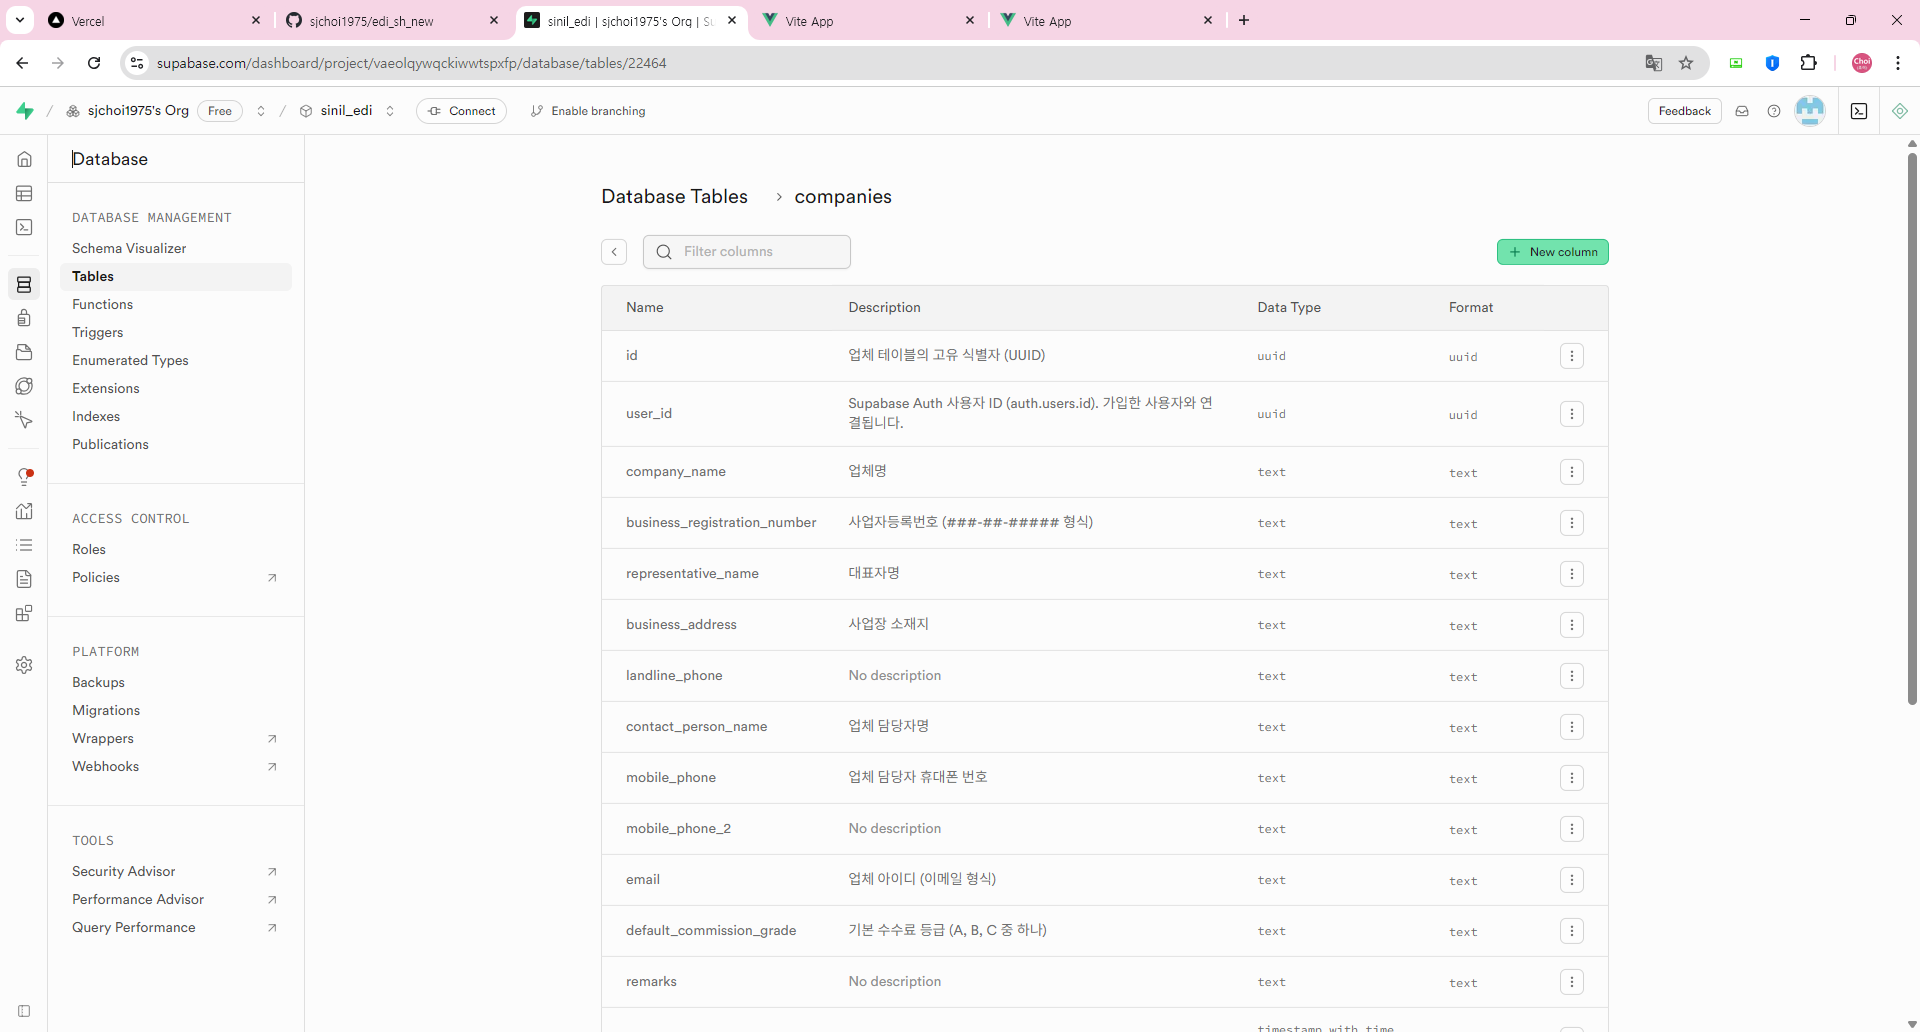 Vercel
sjchoi1975/edi_sh_new
sinil_edi | sjchoi1975's Org | Su
Vite App
Vite App
supabase.com/dashboard/project/vaeolqywqckiwwtspxfp/database/tables/22464
Choi
sjchoi1975's Org
Free
sinil_edi
Connect
Enable branching
Feedback
Database
DATABASE MANAGEMENT
Schema Visualizer
Tables
Functions
Triggers
Enumerated Types
Extensions
Indexes
Publications
ACCESS CONTROL
Roles
Policies
PLATFORM
Backups
Migrations
Wrappers
Webhooks
TOOLS
Security Advisor
Performance Advisor
Query Performance
Database Tables > companies
Filter columns
+ New column
Name Description Data Type Format
id 업체 테이블의 고유 식별자 (UUID) uuid uuid
user_id Supabase Auth 사용자 ID (auth.users.id). 가입한 사용자와 연 uuid uuid
결됩니다.
company_name 업체명 text text
business_registration_number 사업자등록번호 (###-##-##### 형식) text text
representative_name 대표자명 text text
business_address 사업장 소재지 text text
landline_phone No description text text
contact_person_name 업체 담당자명 text text
mobile_phone 업체 담당자 휴대폰 번호 text text
mobile_phone_2 No description text text
email 업체 아이디 (이메일 형식) text text
default_commission_grade 기본 수수료 등급 (A, B, C 중 하나) text text
remarks No description text text
timestamp with time